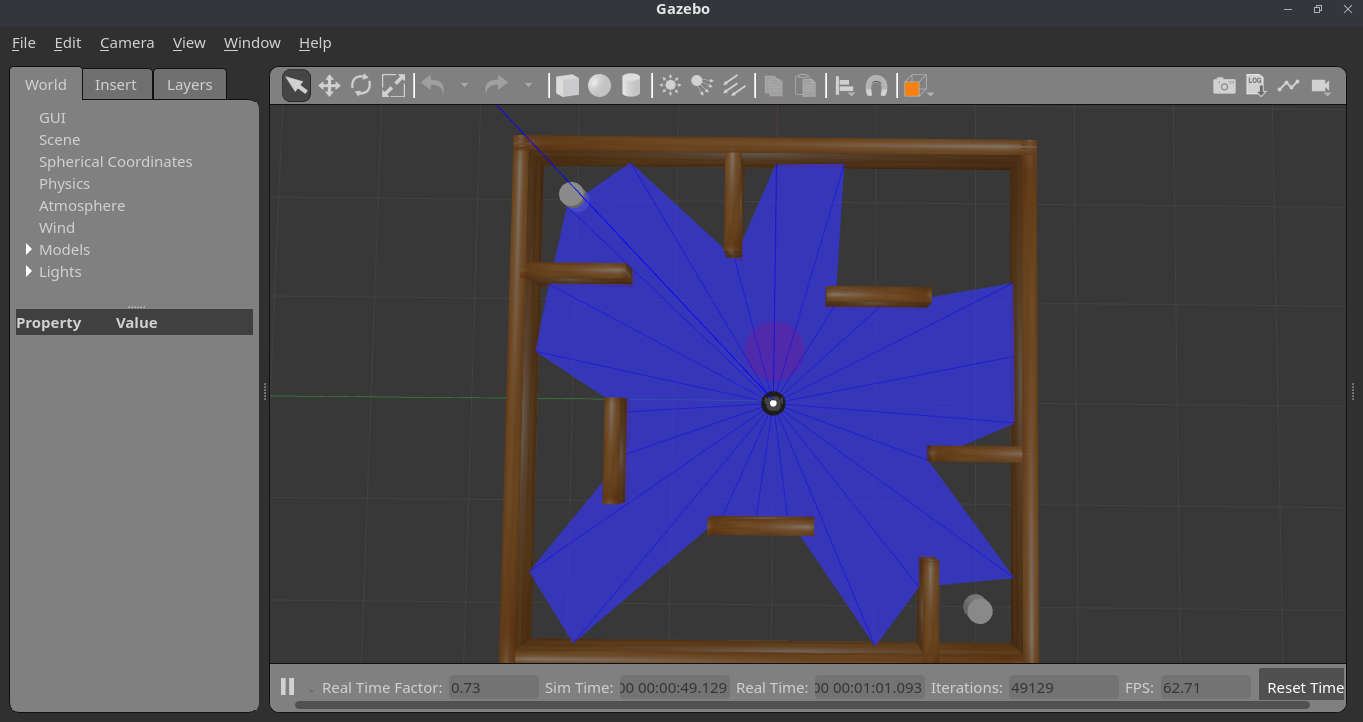 Gazebo
File Edit Camera View Window Help
World Insert Layers
LOG
GUI
Scene
Spherical Coordinates
Physics
Atmosphere
Wind
Models
Lights
Property Value
Real Time Factor: 0.73 Sim Time: 00 00:00:49.129 Real Time: 00 00:01:01.093 Iterations: 49129 FPS: 62.71 Reset Time